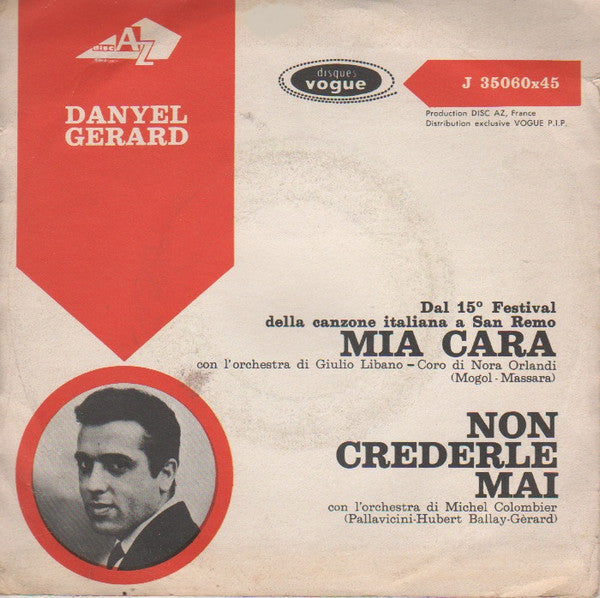 disc AZ
DANYEL
GERARD
disques
vogue
J 35060x45
Production DISC AZ, France
Distribution exclusive VOGUE P.I.P.
Dal 15º Festival
della canzone italiana a San Remo
MIA CARA
con l'orchestra di Giulio Libano - Coro di Nora Orlandi
(Mogol - Massara)
NON
CREDERLE
MAI
con l'orchestra di Michel Colombier
(Pallavicini-Hubert Ballay-Gèrard)